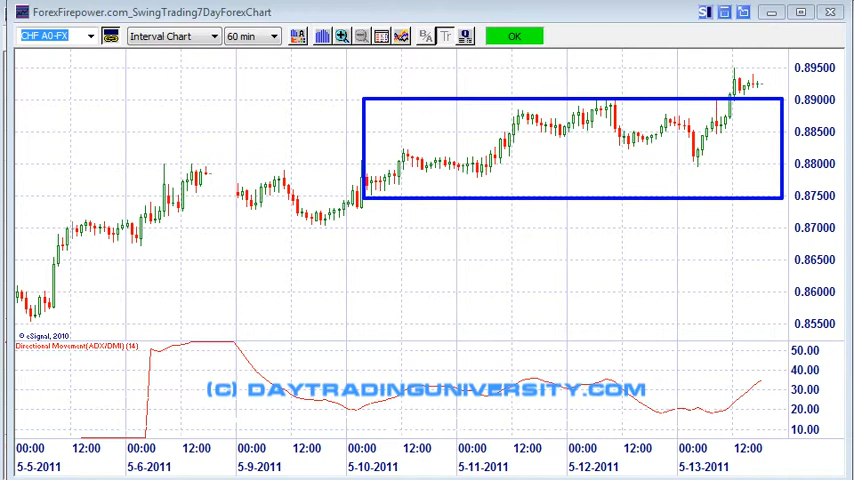 ForexFirepower.com_SwingTrading7DayForexChart
CHF A0-FX
Interval Chart
60 min
B/A
Tr
OK
0.89500
0.89000
0.88500
0.88000
0.87500
0.87000
0.86500
0.86000
0.85500
© eSignal, 2010
Directional Movement(ADX/DMI) (14)
50.00
40.00
30.00
20.00
10.00
(C) DAYTRADINGUNIVERSITY.COM
00:00 12:00 00:00 12:00 00:00 12:00 00:00 12:00 00:00 12:00 00:00 12:00 00:00 12:00
5-5-2011 5-6-2011 5-9-2011 5-10-2011 5-11-2011 5-12-2011 5-13-2011